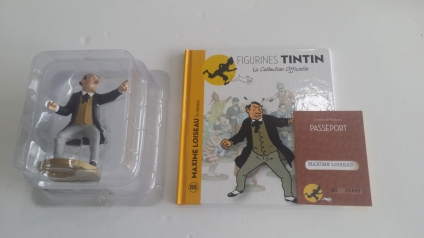 FIGURINES TINTIN
La Collection Officielle
MAXIME LOISEAU
PASSEPORT
MAXIME LOISEAU